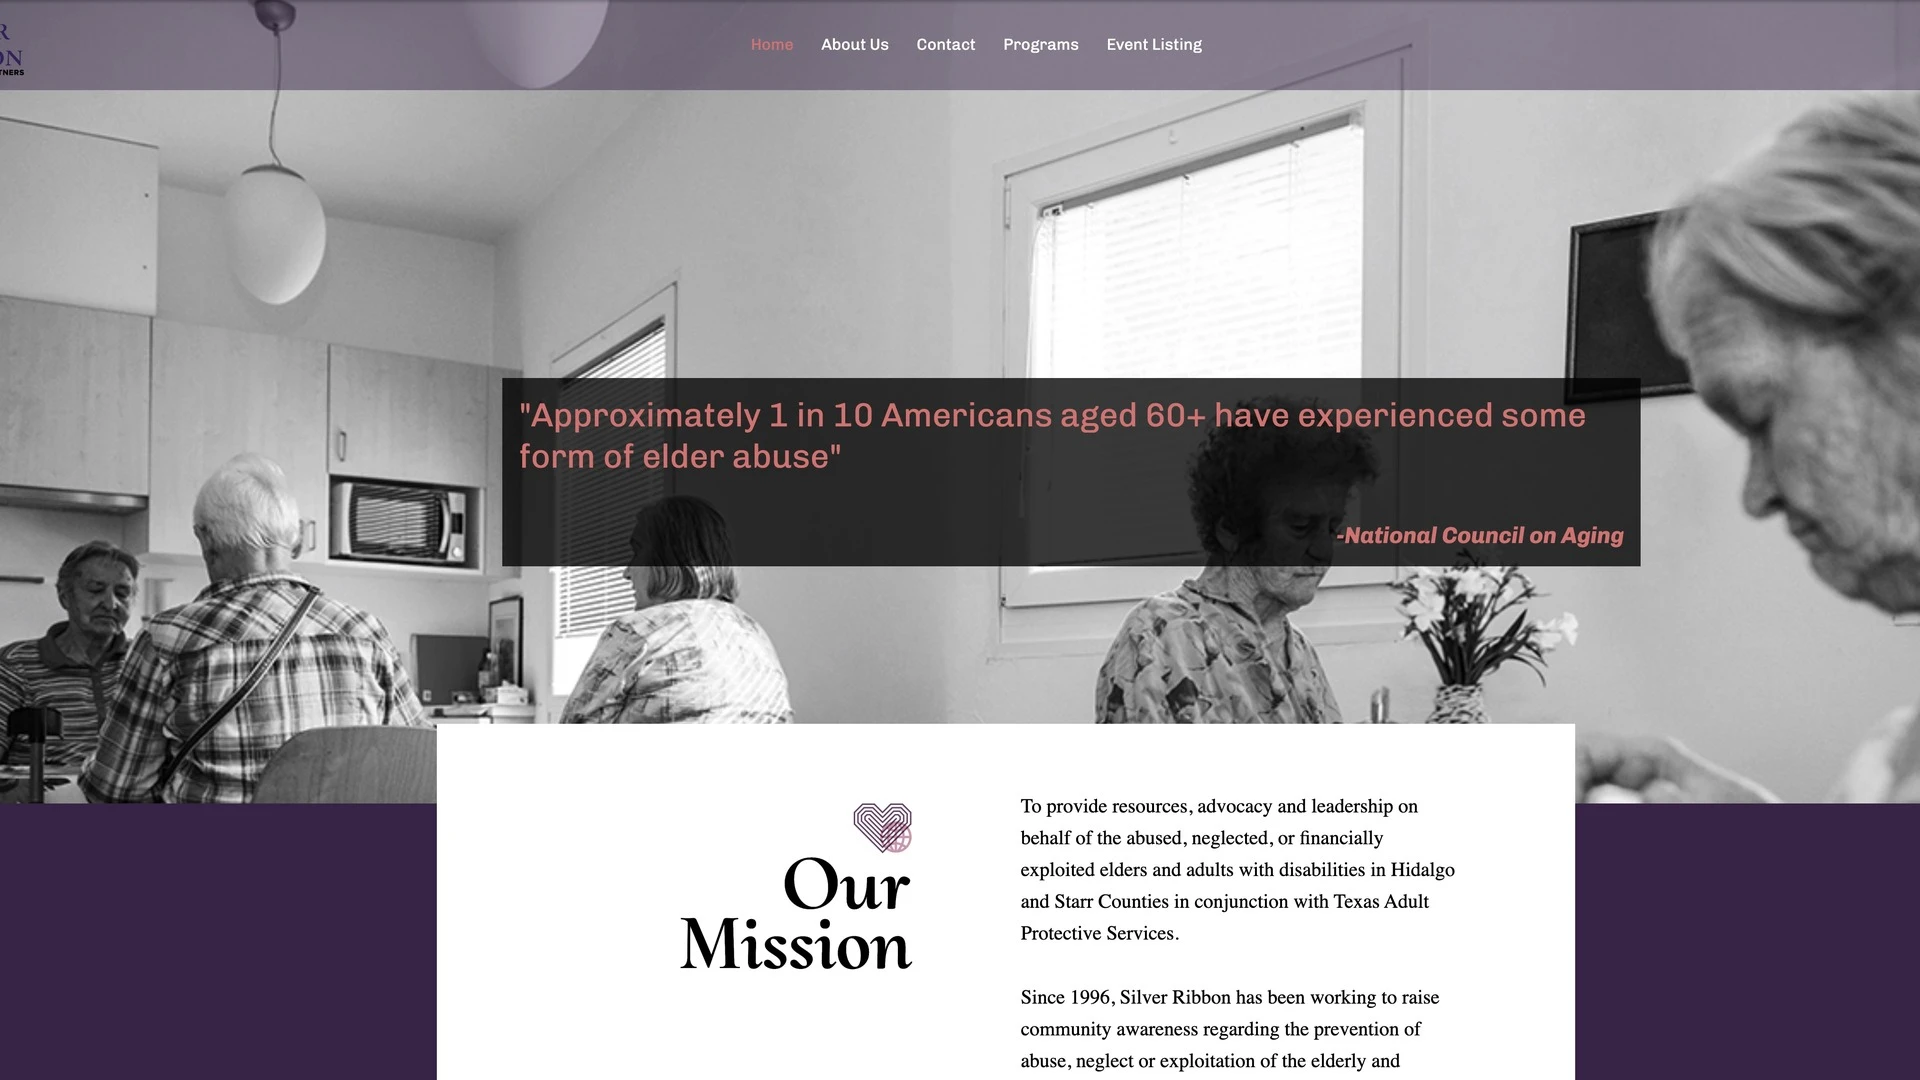 R
ON
TNERS
Home About Us Contact Programs Event Listing
"Approximately 1 in 10 Americans aged 60+ have experienced some
form of elder abuse"
-National Council on Aging
Our
Mission
To provide resources, advocacy and leadership on
behalf of the abused, neglected, or financially
exploited elders and adults with disabilities in Hidalgo
and Starr Counties in conjunction with Texas Adult
Protective Services.
Since 1996, Silver Ribbon has been working to raise
community awareness regarding the prevention of
abuse, neglect or exploitation of the elderly and